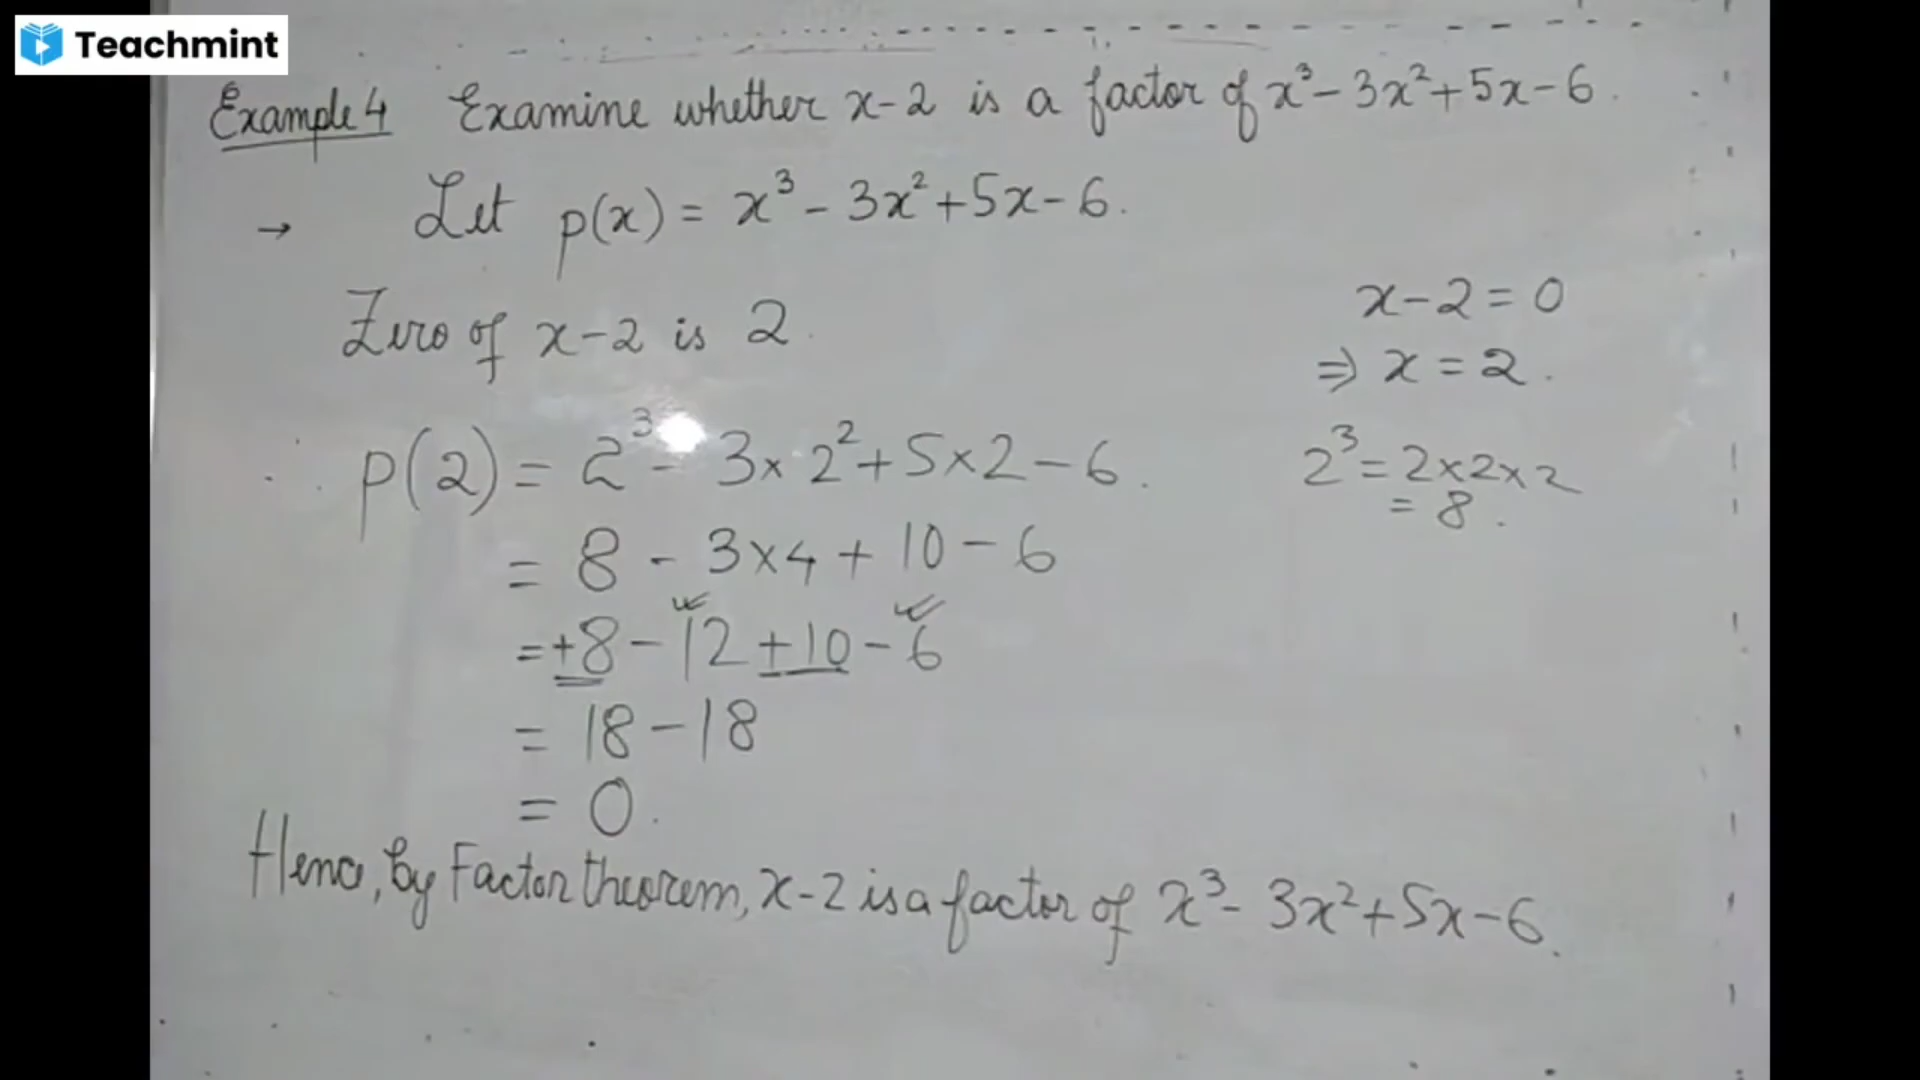 Teachmint
Example 4 Examine whether x-2 is a factor of x³-3x²+5x-6.
→ Let p(x) = x³-3x²+5x-6.
Zero of x-2 is 2.
x-2=0
⇒ x=2.
∴ p(2) = 2³-3×2²+5×2-6.
2³=2×2×2
=8.
= 8-3×4+10-6
=+8-12+10-6
= 18-18
= 0.
Hence, by Factor theorem, x-2 is a factor of x³-3x²+5x-6.